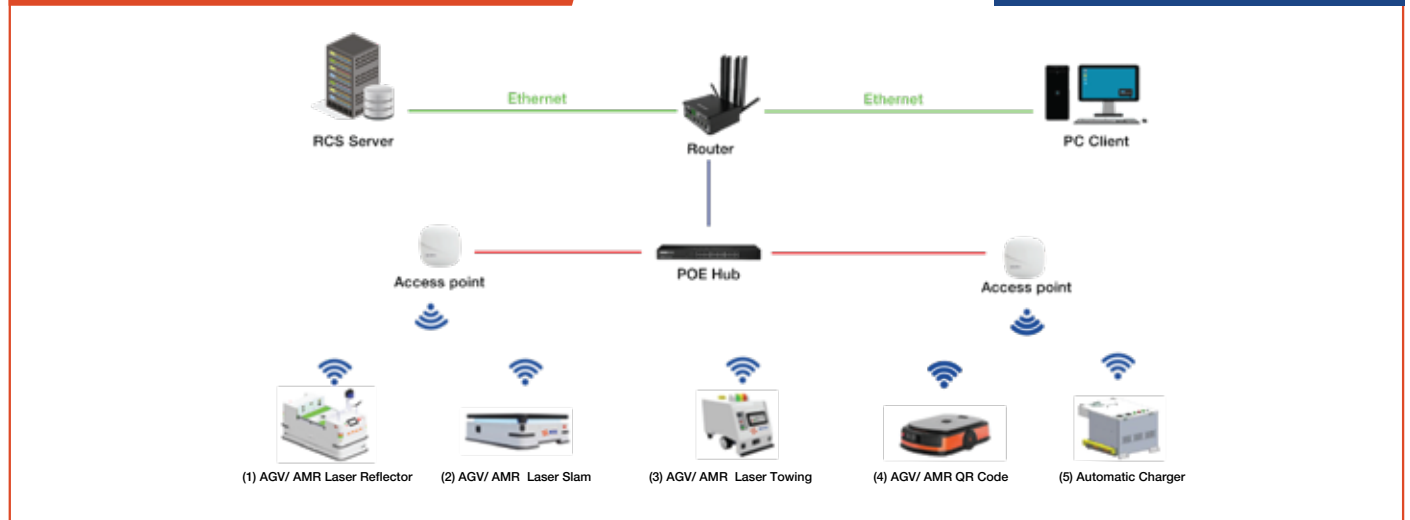 Ethernet
Ethernet
RCS Server
Router
PC Client
POE Hub
Access point
Access point
(1) AGV/ AMR Laser Reflector
(2) AGV/ AMR Laser Slam
(3) AGV/ AMR Laser Towing
(4) AGV/ AMR QR Code
(5) Automatic Charger